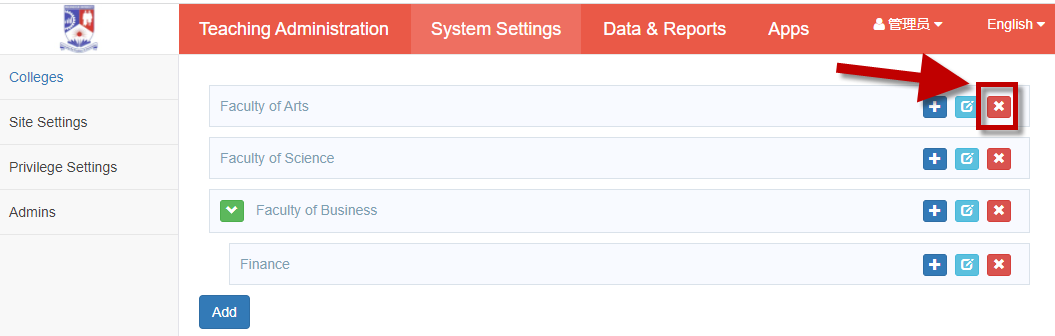 Teaching Administration System Settings Data & Reports Apps 管理员 English
Colleges
Site Settings
Privilege Settings
Admins
Faculty of Arts
Faculty of Science
Faculty of Business
Finance
Add